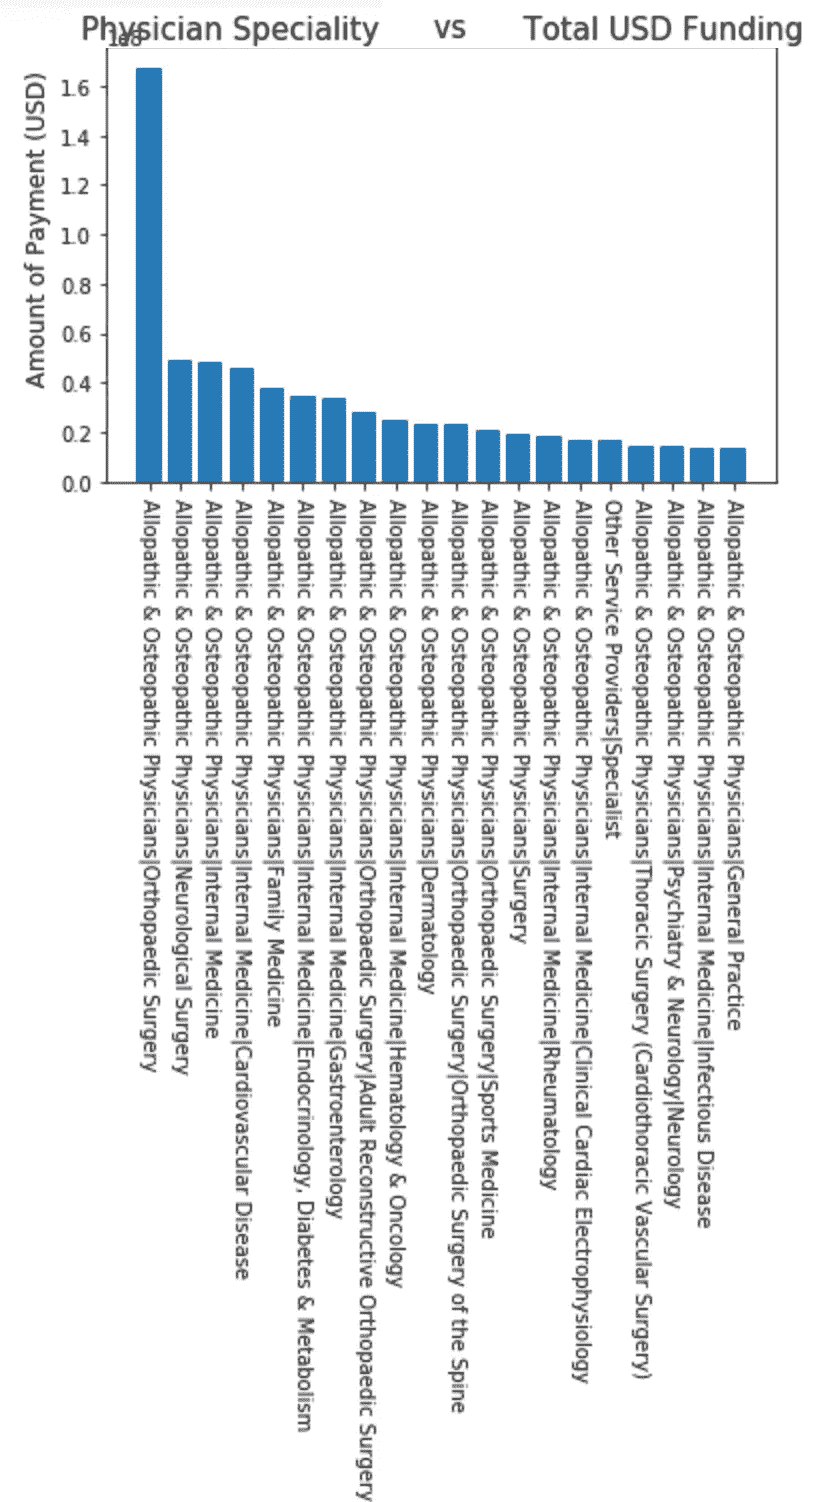 Physician Speciality vs Total USD Funding
1e8
Amount of Payment (USD)
1.6
1.4
1.2
1.0
0.8
0.6
0.4
0.2
0.0
Allopathic & Osteopathic Physicians|Orthopaedic Surgery
Allopathic & Osteopathic Physicians|Neurological Surgery
Allopathic & Osteopathic Physicians|Internal Medicine
Allopathic & Osteopathic Physicians|Internal Medicine|Cardiovascular Disease
Allopathic & Osteopathic Physicians|Family Medicine
Allopathic & Osteopathic Physicians|Internal Medicine|Endocrinology, Diabetes & Metabolism
Allopathic & Osteopathic Physicians|Internal Medicine|Gastroenterology
Allopathic & Osteopathic Physicians|Orthopaedic Surgery|Adult Reconstructive Orthopaedic Surgery
Allopathic & Osteopathic Physicians|Internal Medicine|Hematology & Oncology
Allopathic & Osteopathic Physicians|Dermatology
Allopathic & Osteopathic Physicians|Orthopaedic Surgery|Orthopaedic Surgery of the Spine
Allopathic & Osteopathic Physicians|Orthopaedic Surgery|Sports Medicine
Allopathic & Osteopathic Physicians|Surgery
Allopathic & Osteopathic Physicians|Internal Medicine|Rheumatology
Allopathic & Osteopathic Physicians|Internal Medicine|Clinical Cardiac Electrophysiology
Other Service Providers|Specialist
Allopathic & Osteopathic Physicians|Thoracic Surgery (Cardiothoracic Vascular Surgery)
Allopathic & Osteopathic Physicians|Psychiatry & Neurology|Neurology
Allopathic & Osteopathic Physicians|Internal Medicine|Infectious Disease
Allopathic & Osteopathic Physicians|General Practice